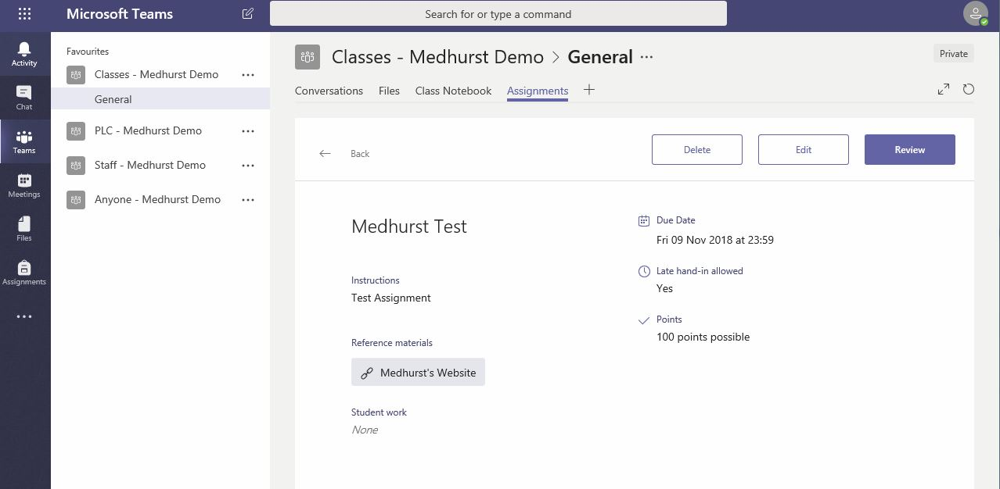 Microsoft Teams
Search for or type a command
Activity
Chat
Teams
Meetings
Files
Assignments
Favourites
Classes - Medhurst Demo
General
PLC - Medhurst Demo
Staff - Medhurst Demo
Anyone - Medhurst Demo
Classes - Medhurst Demo > General
Private
Conversations Files Class Notebook Assignments
Back
Delete Edit Review
Medhurst Test
Instructions
Test Assignment
Reference materials
Medhurst's Website
Student work
None
Due Date
Fri 09 Nov 2018 at 23:59
Late hand-in allowed
Yes
Points
100 points possible